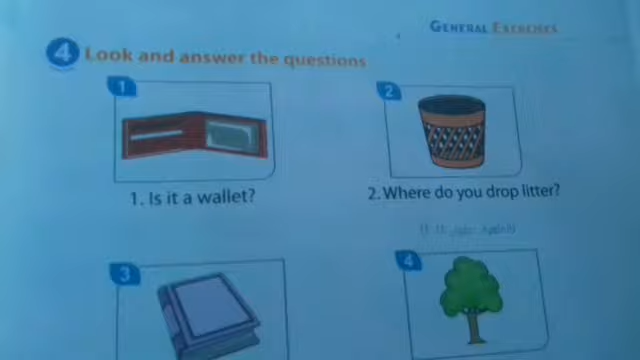 GENERAL EXERCISES
4 Look and answer the questions
1
2
1. Is it a wallet?
2. Where do you drop litter?
3
4